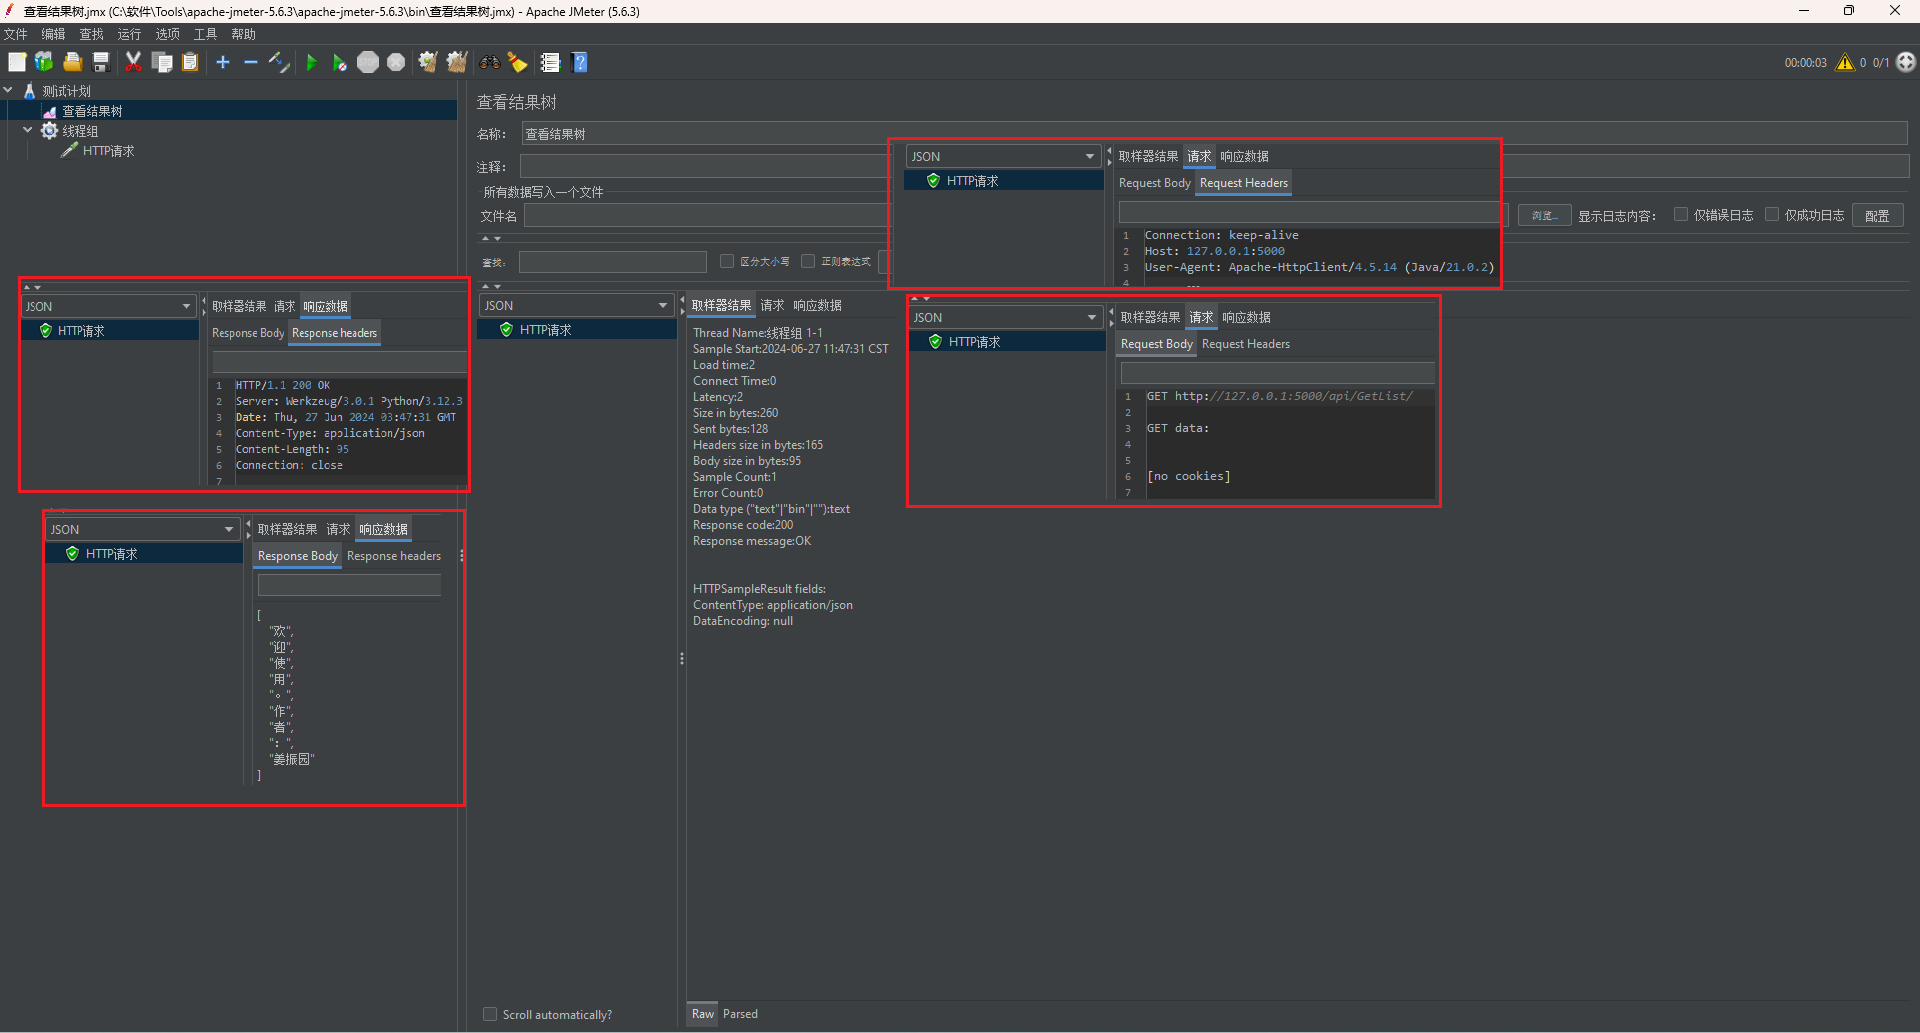 查看结果树.jmx (C:\软件\Tools\apache-jmeter-5.6.3\apache-jmeter-5.6.3\bin\查看结果树.jmx) - Apache JMeter (5.6.3)
文件 编辑 查找 运行 选项 工具 帮助
00:00:03 0 0/1
测试计划
查看结果树
线程组
HTTP请求
查看结果树
名称: 查看结果树
注释:
所有数据写入一个文件
文件名
浏览... 显示日志内容: 仅错误日志 仅成功日志 配置
查找: 区分大小写 正则表达式
JSON
HTTP请求
取样器结果 请求 响应数据
Request Body Request Headers
1 Connection: keep-alive
2 Host: 127.0.0.1:5000
3 User-Agent: Apache-HttpClient/4.5.14 (Java/21.0.2)
4
JSON
HTTP请求
取样器结果 请求 响应数据
Response Body Response headers
1 HTTP/1.1 200 OK
2 Server: Werkzeug/3.0.1 Python/3.12.3
3 Date: Thu, 27 Jun 2024 03:47:31 GMT
4 Content-Type: application/json
5 Content-Length: 95
6 Connection: close
7
JSON
HTTP请求
取样器结果 请求 响应数据
Thread Name:线程组 1-1
Sample Start:2024-06-27 11:47:31 CST
Load time:2
Connect Time:0
Latency:2
Size in bytes:260
Sent bytes:128
Headers size in bytes:165
Body size in bytes:95
Sample Count:1
Error Count:0
Data type ("text"|"bin"|""):text
Response code:200
Response message:OK
HTTPSampleResult fields:
ContentType: application/json
DataEncoding: null
JSON
HTTP请求
取样器结果 请求 响应数据
Request Body Request Headers
1 GET http://127.0.0.1:5000/api/GetList/
2
3 GET data:
4
5
6 [no cookies]
7
JSON
HTTP请求
取样器结果 请求 响应数据
Response Body Response headers
[
"欢",
"迎",
"使",
"用",
"。",
"作",
"者",
"：",
"姜振园"
]
Scroll automatically?
Raw Parsed